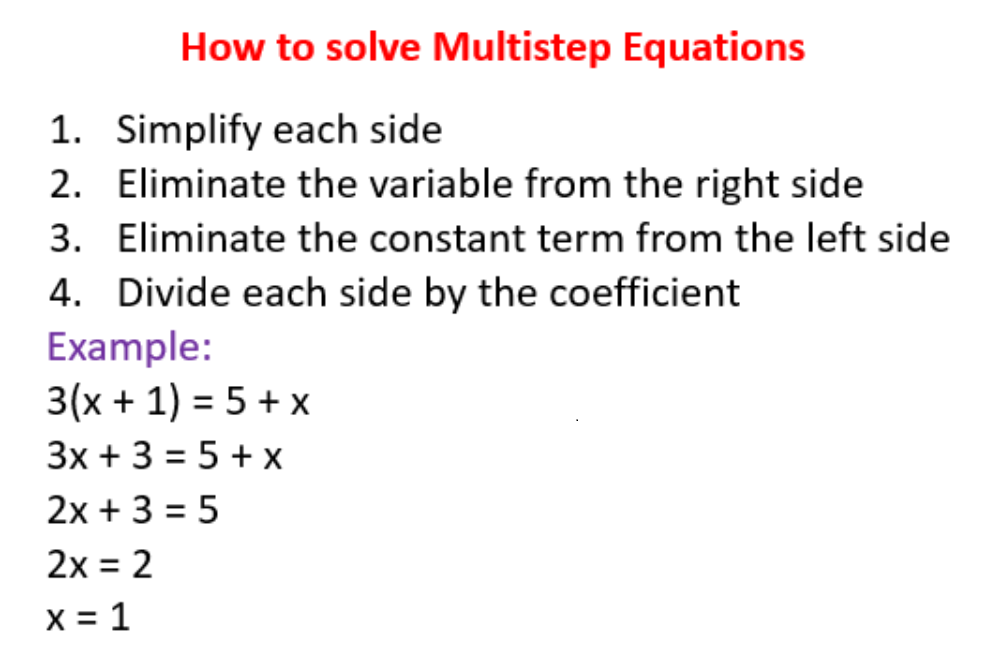 How to solve Multistep Equations
1. Simplify each side
2. Eliminate the variable from the right side
3. Eliminate the constant term from the left side
4. Divide each side by the coefficient
Example:
3(x + 1) = 5 + x
3x + 3 = 5 + x
2x + 3 = 5
2x = 2
x = 1